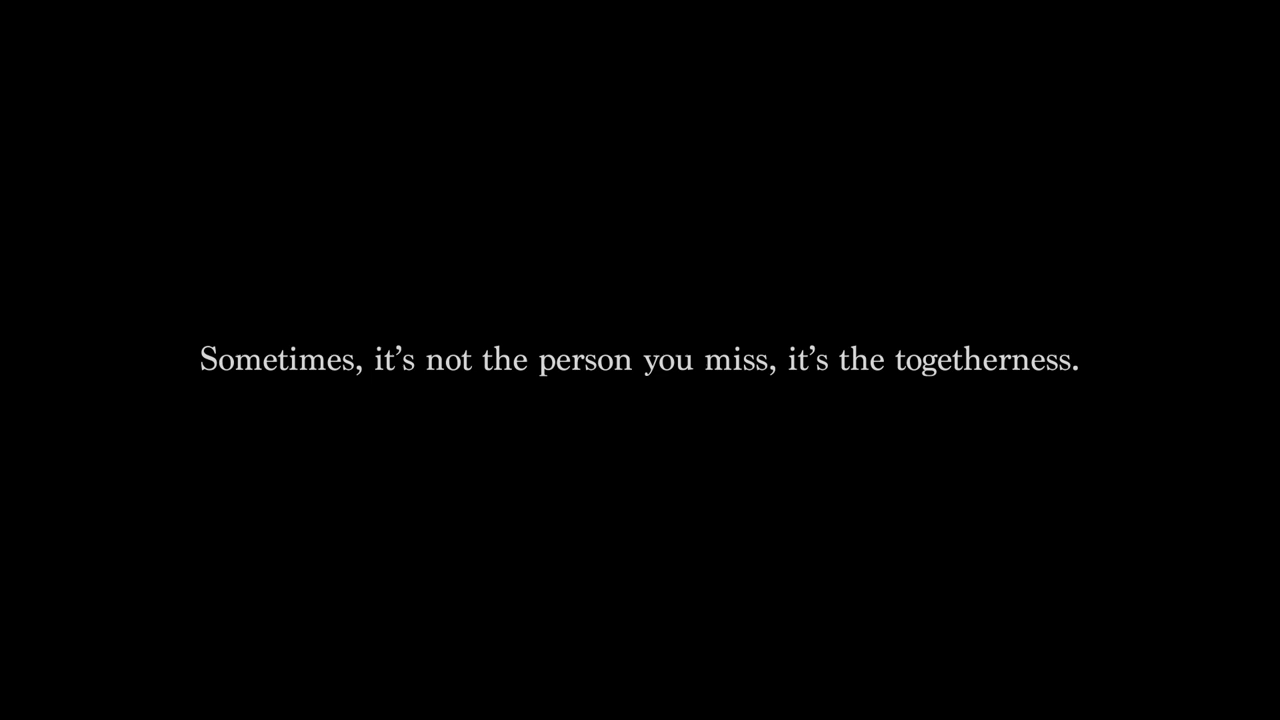 Sometimes, it’s not the person you miss, it’s the togetherness.